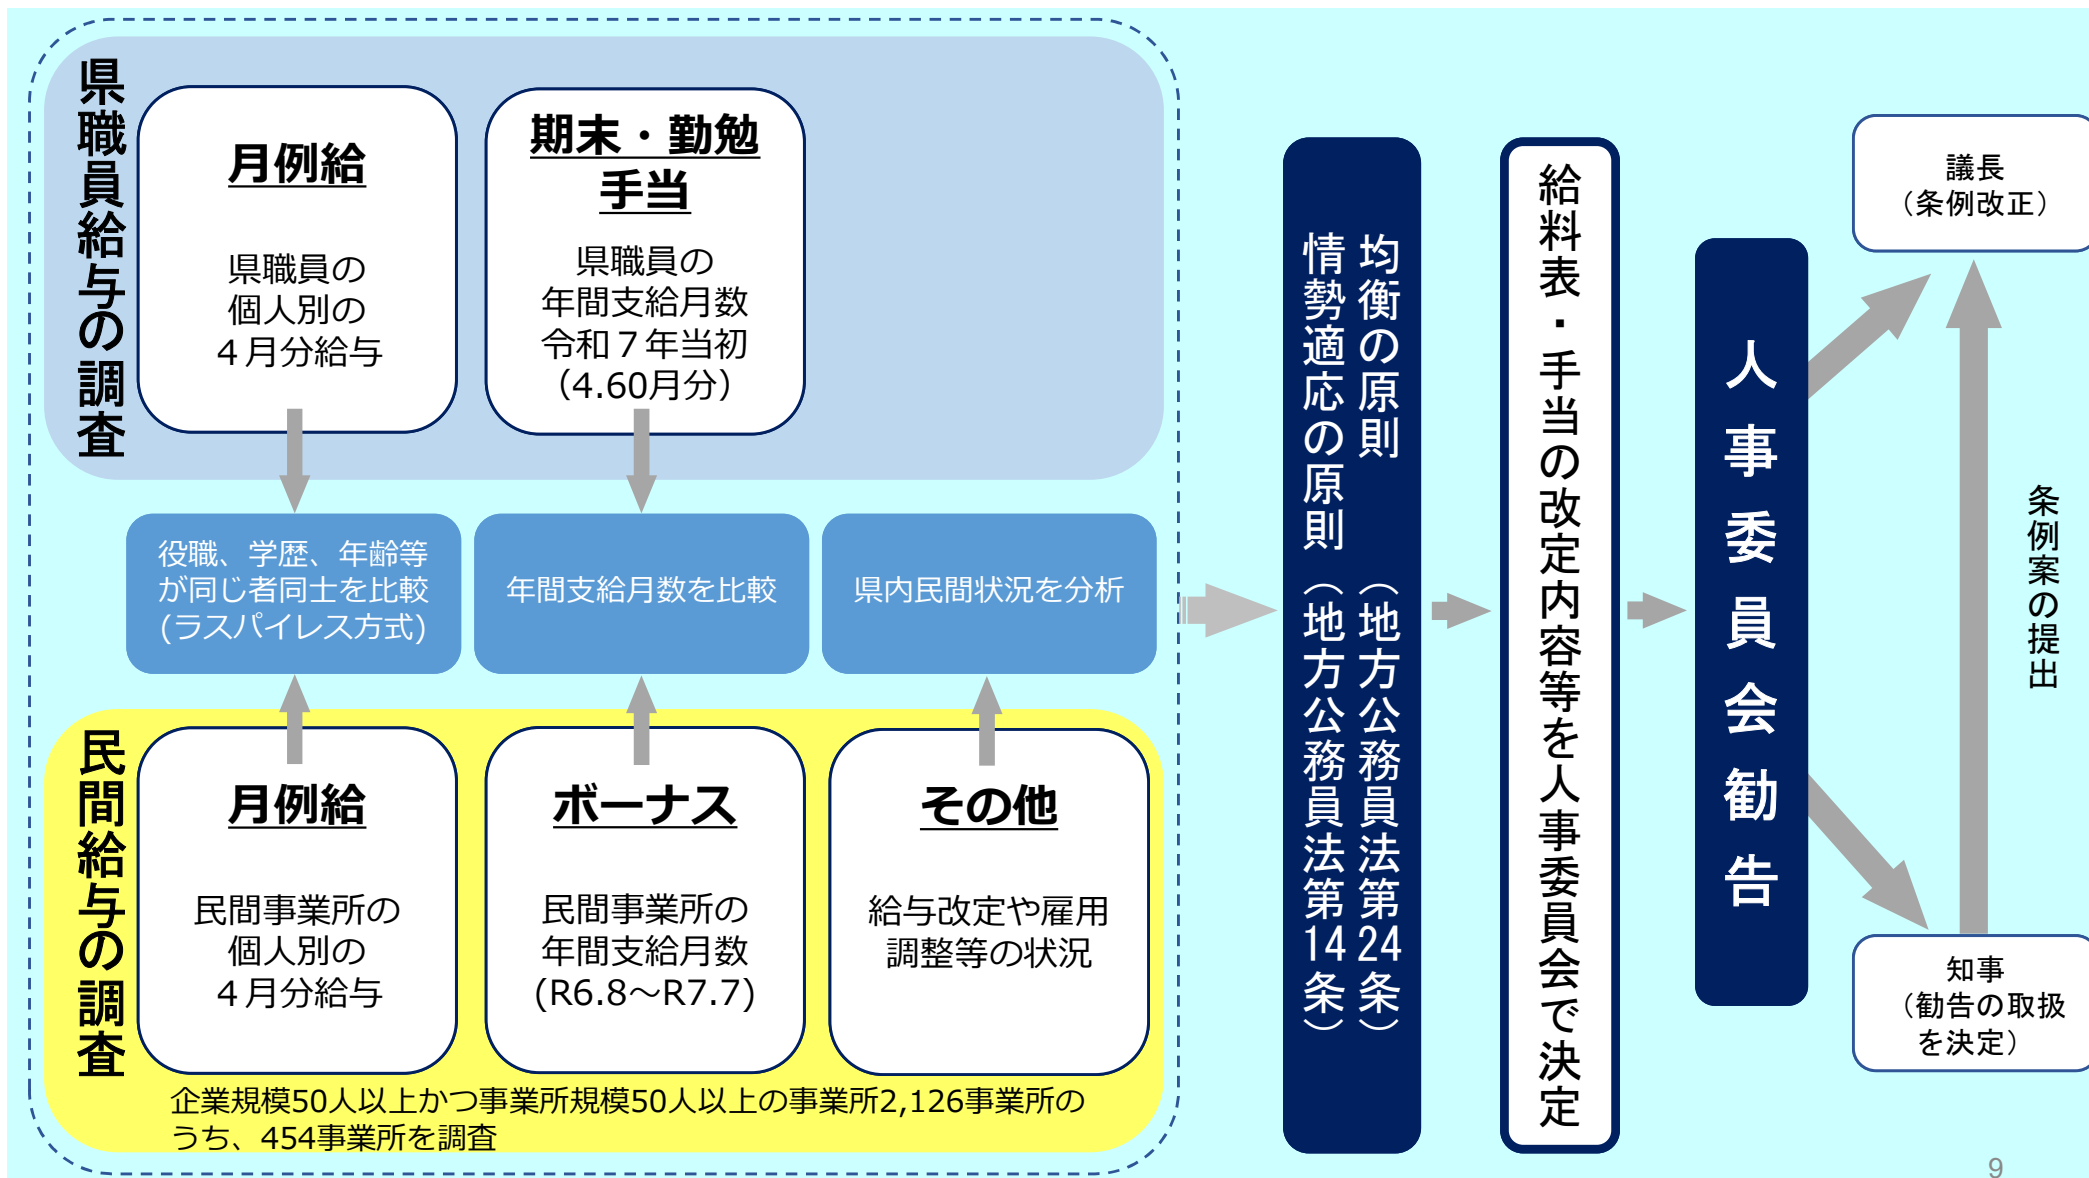 県職員給与の調査
月例給
県職員の
個人別の
４月分給与
期末・勤勉
手当
県職員の
年間支給月数
令和７年当初
（4.60月分）
役職、学歴、年齢等
が同じ者同士を比較
(ラスパイレス方式)
年間支給月数を比較
県内民間状況を分析
民間給与の調査
月例給
民間事業所の
個人別の
４月分給与
ボーナス
民間事業所の
年間支給月数
(R6.8～R7.7)
その他
給与改定や雇用
調整等の状況
企業規模50人以上かつ事業所規模50人以上の事業所2,126事業所の
うち、454事業所を調査
均衡の原則　（地方公務員法第24条）
情勢適応の原則（地方公務員法第14条）
給料表・手当の改定内容等を人事委員会で決定
人事委員会勧告
議長
（条例改正）
条例案の提出
知事
（勧告の取扱
を決定）
9